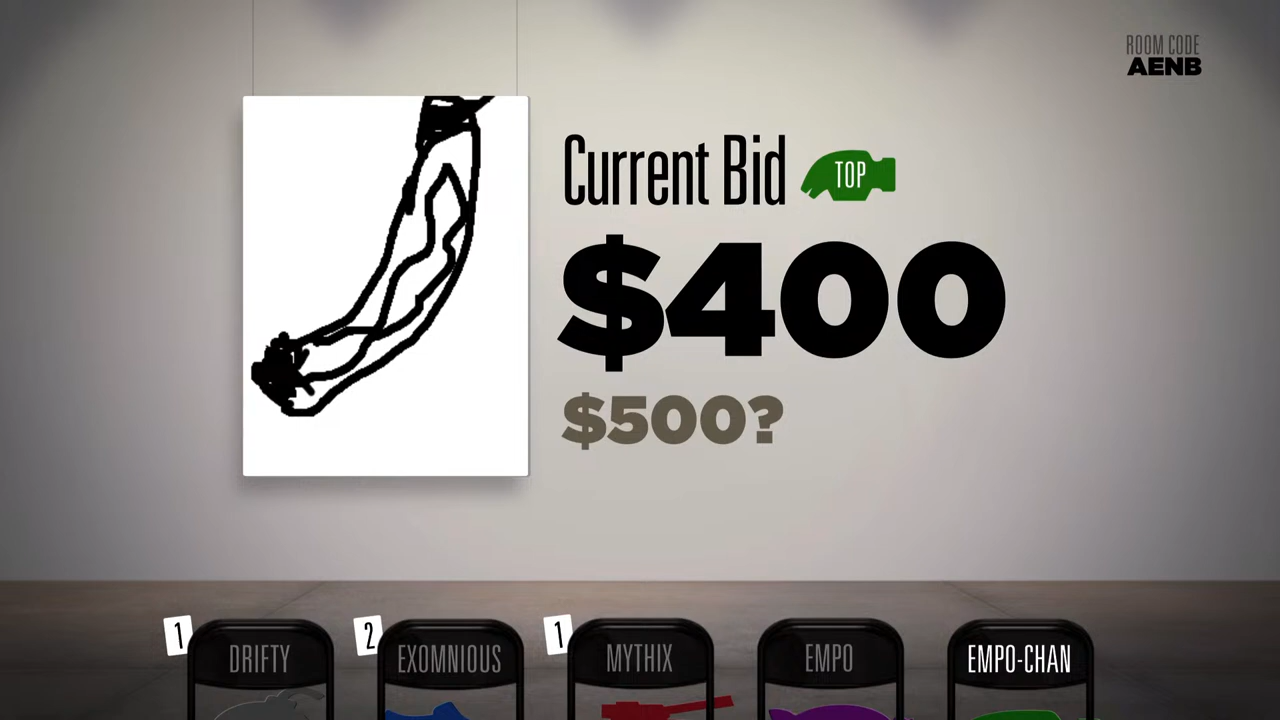 ROOM CODE
AENB
Current Bid
TOP
$400
$500?
1
DRIFTY
2
EXOMNIOUS
1
MYTHIX
EMPO
EMPO-CHAN